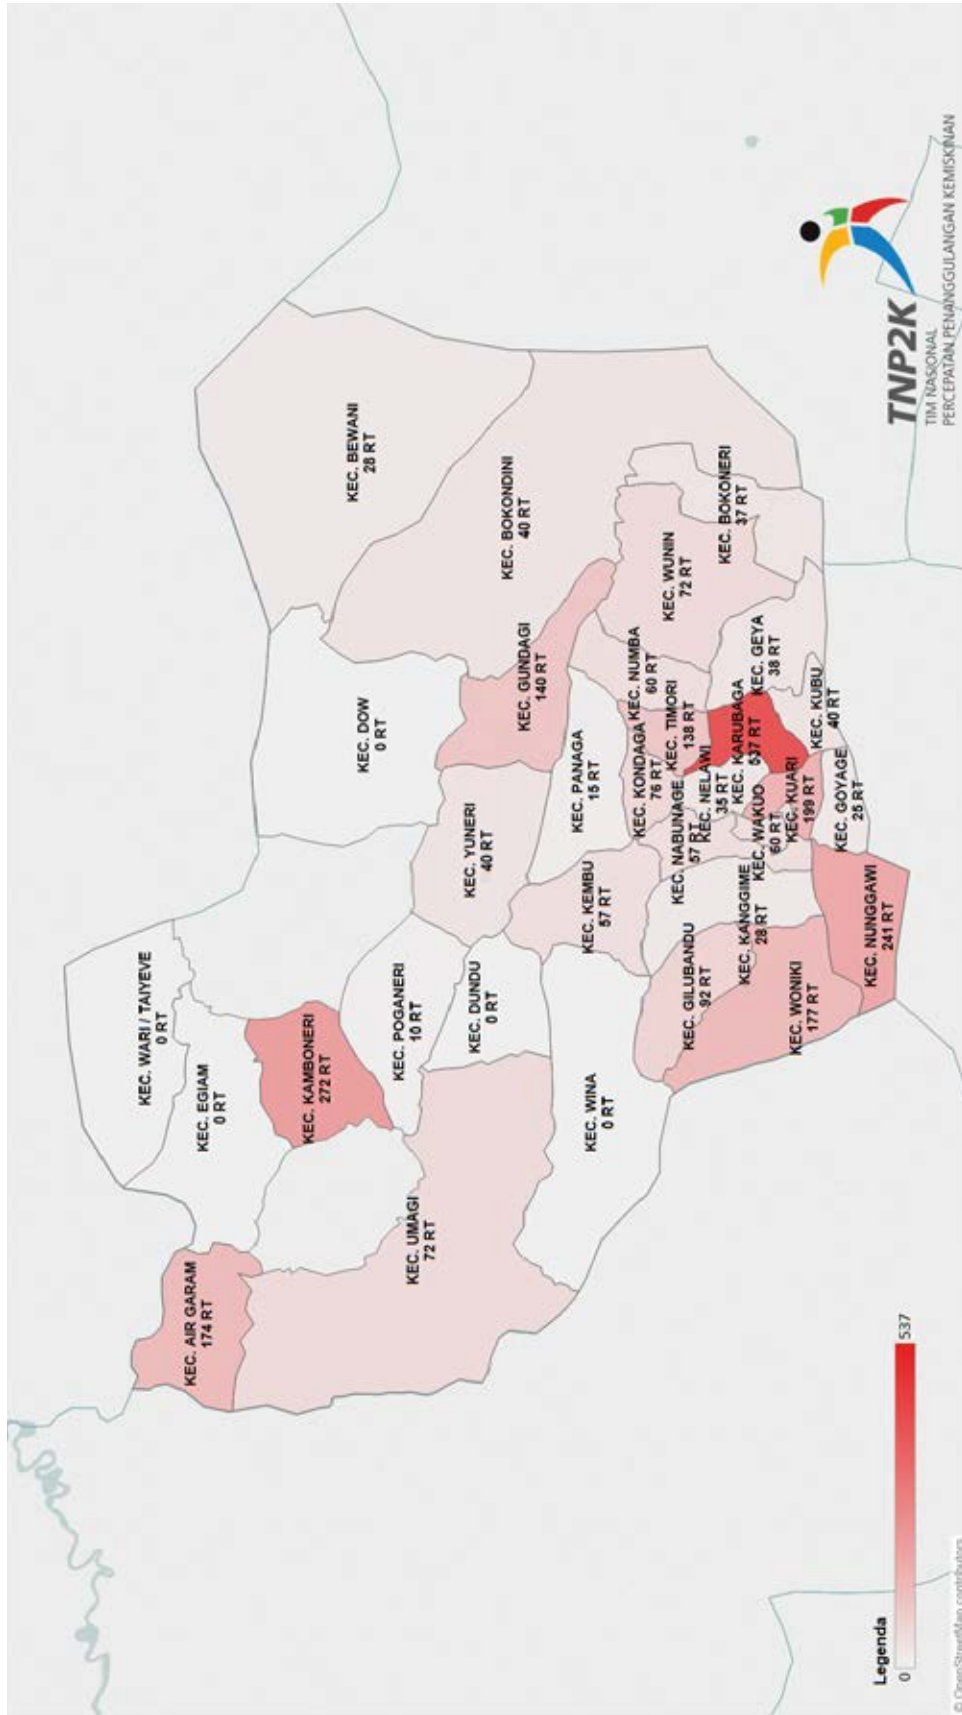 KEC. WARI / TAIYEVE
0 RT
KEC. EGIAM
0 RT
KEC. AIR GARAM
174 RT
KEC. KAMBONERI
272 RT
KEC. BEWANI
28 RT
KEC. DOW
0 RT
KEC. POGANERI
10 RT
KEC. UMAGI
72 RT
KEC. DUNDU
0 RT
KEC. YUNERI
40 RT
KEC. BOKONDINI
40 RT
KEC. GUNDAGI
140 RT
KEC. PANAGA
15 RT
KEC. KEMBU
57 RT
KEC. WINA
0 RT
KEC. NUMBA
60 RT
KEC. KONDAGA
76 RT
KEC. WUNIN
72 RT
KEC. TIMORI
138 RT
KEC. NABUNAGE
57 RT
KEC. GILUBANDU
92 RT
KEC. NELAWI
35 RT
KEC. BOKONERI
37 RT
KEC. KARUBAGA
537 RT
KEC. KANGGIME
28 RT
KEC. WAKUO
60 RT
KEC. GEYA
38 RT
KEC. KUARI
199 RT
KEC. WONIKI
177 RT
KEC. KUBU
40 RT
KEC. GOYAGE
25 RT
KEC. NUNGGAWI
241 RT
Legenda
0
537
TNP2K
TIM NASIONAL
PERCEPATAN PENANGGULANGAN KEMISKINAN
© OpenStreetMap contributors